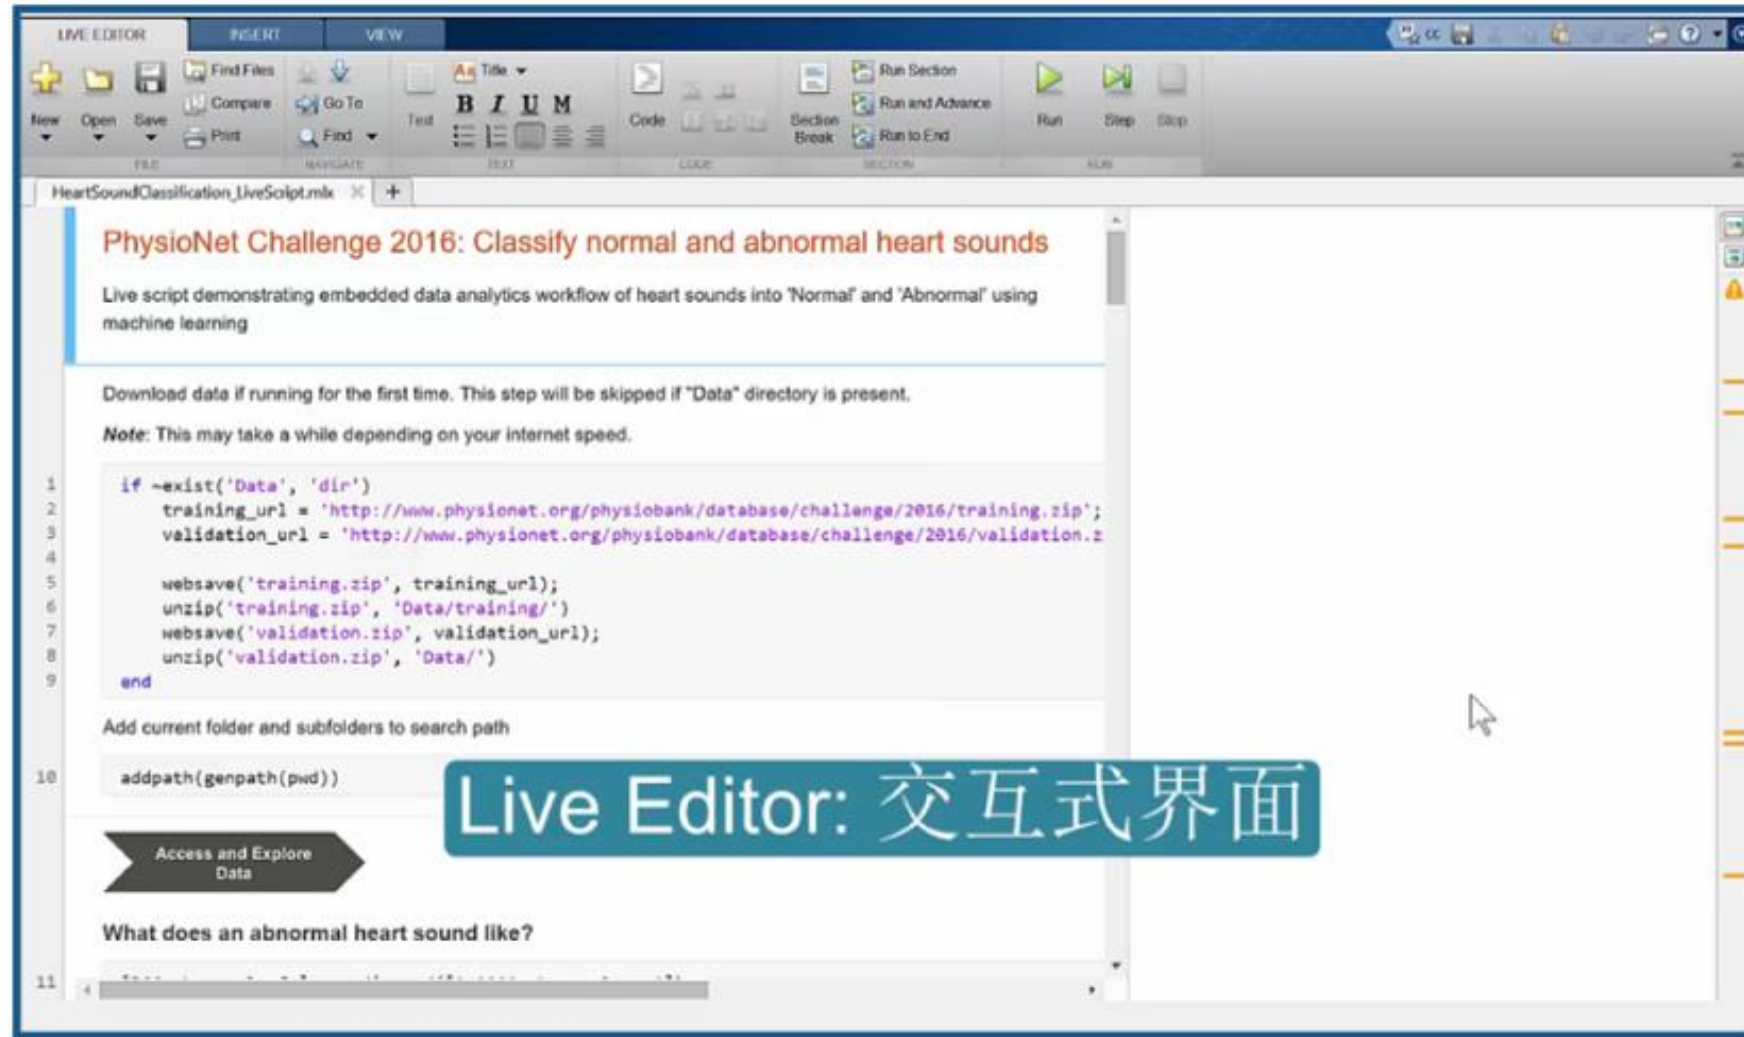 LIVE EDITOR INSERT VIEW
Find Files
Compare
Print
New Open Save
FILE
Go To
Find
NAVIGATE
Text
Aa Title
B I U M
TEXT
Code
CODE
Section Break
Run Section
Run and Advance
Run to End
SECTION
Run Step Stop
RUN
HeartSoundClassification_LiveScript.mlx × +
PhysioNet Challenge 2016: Classify normal and abnormal heart sounds
Live script demonstrating embedded data analytics workflow of heart sounds into 'Normal' and 'Abnormal' using
machine learning
Download data if running for the first time. This step will be skipped if "Data" directory is present.
Note: This may take a while depending on your internet speed.
1 if ~exist('Data', 'dir')
2 training_url = 'http://www.physionet.org/physiobank/database/challenge/2016/training.zip';
3 validation_url = 'http://www.physionet.org/physiobank/database/challenge/2016/validation.z
4
5 websave('training.zip', training_url);
6 unzip('training.zip', 'Data/training/')
7 websave('validation.zip', validation_url);
8 unzip('validation.zip', 'Data/')
9 end
Add current folder and subfolders to search path
10 addpath(genpath(pwd))
Live Editor: 交互式界面
Access and Explore
Data
What does an abnormal heart sound like?
11